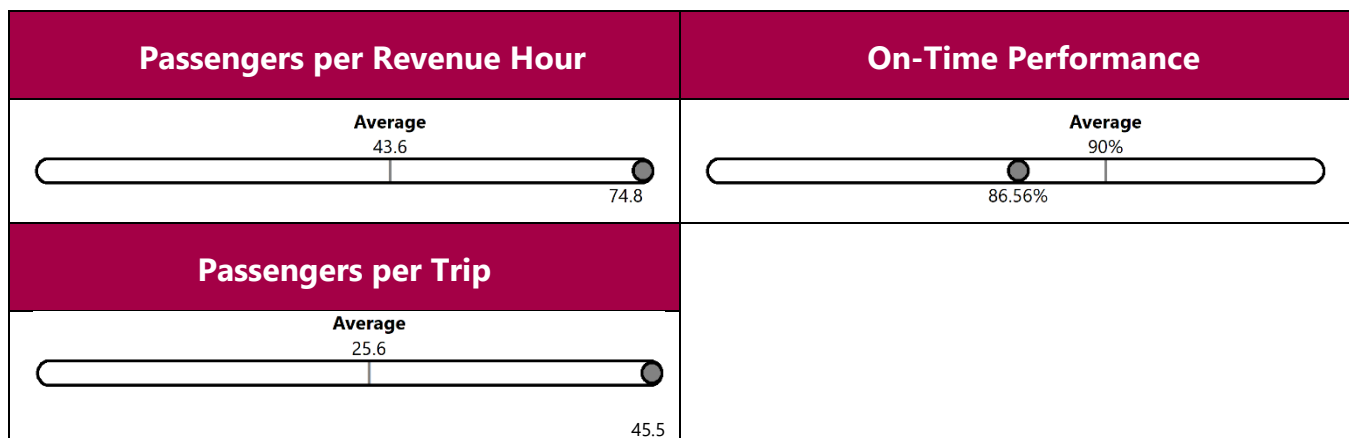 Passengers per Revenue Hour
On-Time Performance
Average
43.6
74.8
Average
90%
86.56%
Passengers per Trip
Average
25.6
45.5